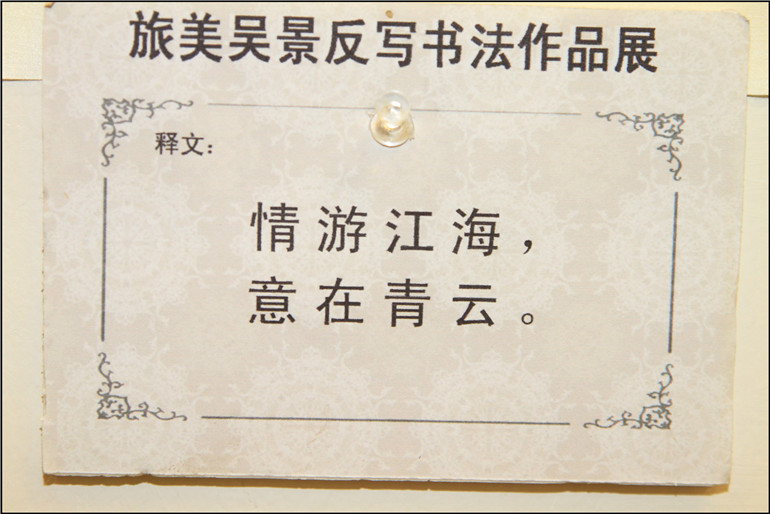 旅美吴景反写书法作品展
释文：
情游江海，
意在青云。